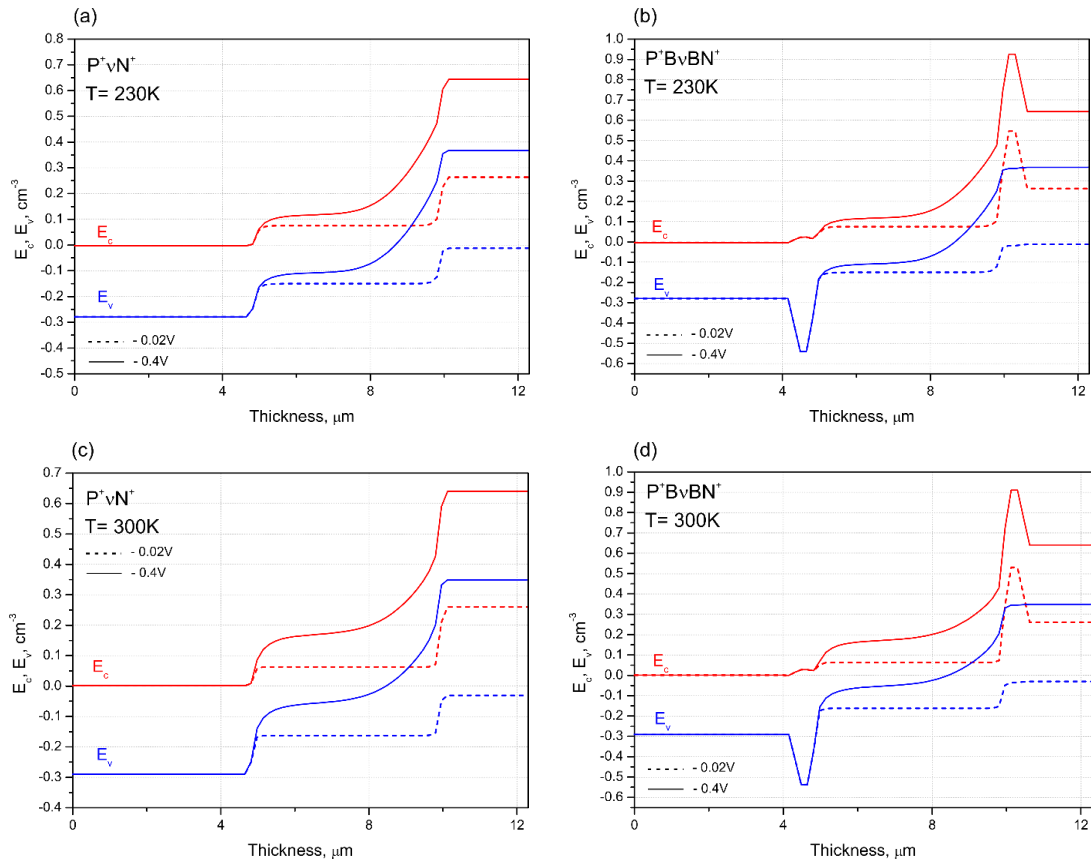 (a)
P⁺νN⁺
T= 230K
E_c
E_v
- 0.02V
- 0.4V
0.8
0.7
0.6
0.5
0.4
0.3
0.2
0.1
0.0
-0.1
-0.2
-0.3
-0.4
-0.5
E_c, E_v, cm⁻³
0 4 8 12
Thickness, μm
(b)
P⁺BνBN⁺
T= 230K
E_c
E_v
- 0.02V
- 0.4V
1.0
0.9
0.8
0.7
0.6
0.5
0.4
0.3
0.2
0.1
0.0
-0.1
-0.2
-0.3
-0.4
-0.5
-0.6
E_c, E_v, cm⁻³
0 4 8 12
Thickness, μm
(c)
P⁺νN⁺
T= 300K
- 0.02V
- 0.4V
E_c
E_v
0.7
0.6
0.5
0.4
0.3
0.2
0.1
0.0
-0.1
-0.2
-0.3
-0.4
E_c, E_v, cm⁻³
0 4 8 12
Thickness, μm
(d)
P⁺BνBN⁺
T= 300K
E_c
E_v
- 0.02V
- 0.4V
1.0
0.9
0.8
0.7
0.6
0.5
0.4
0.3
0.2
0.1
0.0
-0.1
-0.2
-0.3
-0.4
-0.5
-0.6
E_c, E_v, cm⁻³
0 4 8 12
Thickness, μm